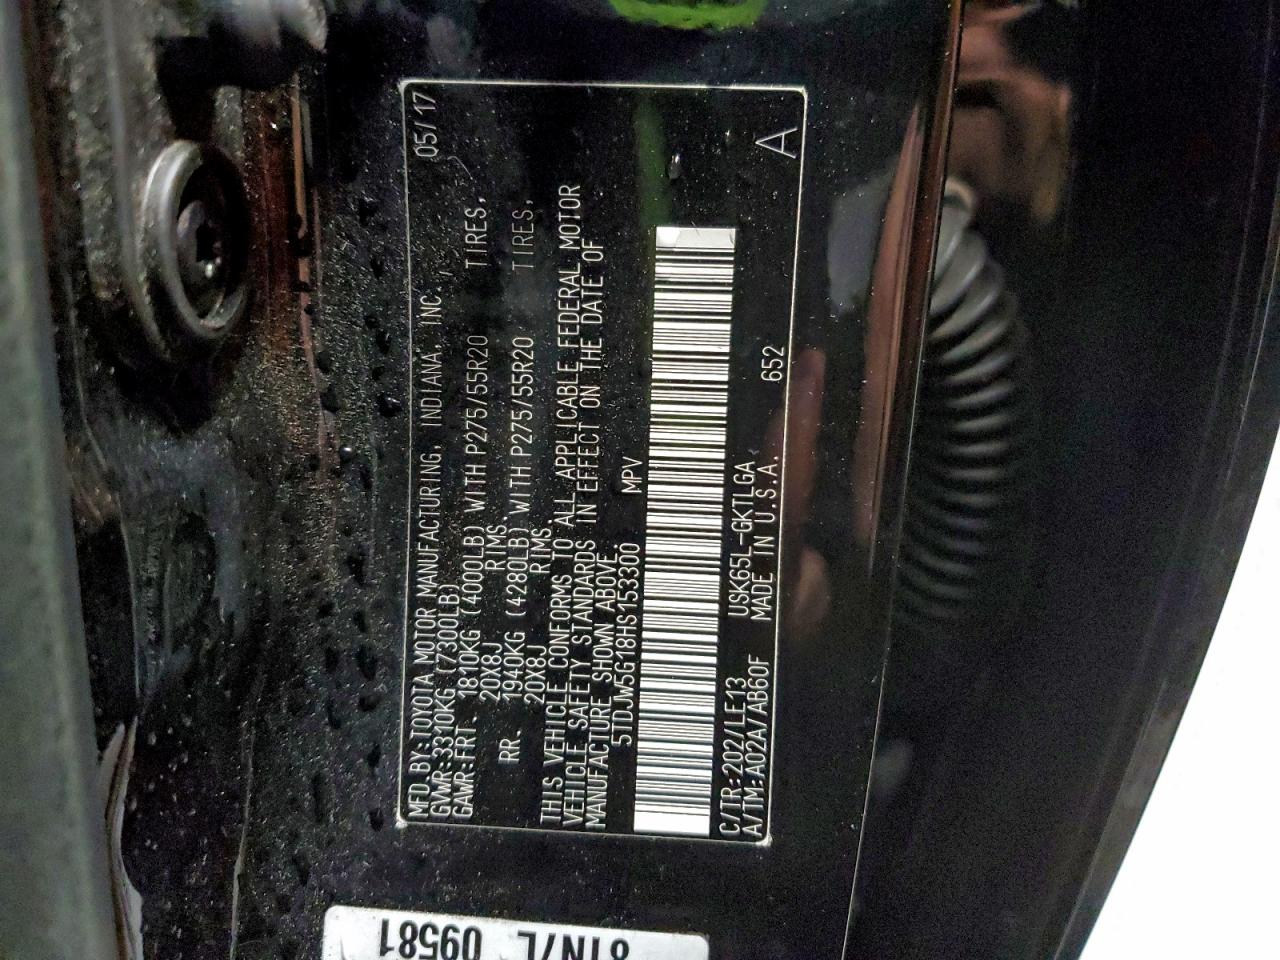 MFD BY:TOYOTA MOTOR MANUFACTURING, INDIANA, INC. 05/17
GVWR:3310KG(7300LB)
GAWR:FRT. 1810KG(4000LB) WITH P275/55R20 TIRES,
20X8J RIMS.
RR. 1940KG (4280LB) WITH P275/55R20 TIRES,
20X8J RIMS.
THIS VEHICLE CONFORMS TO ALL APPLICABLE FEDERAL MOTOR
VEHICLE SAFETY STANDARDS IN EFFECT ON THE DATE OF
MANUFACTURE SHOWN ABOVE.
5TDJW5G18HS153300 MPV
C/TR:202/LE13 USK65L-GKTLGA
A/TM:A02A/AB60F MADE IN U.S.A. 652 A
81N7L
09581